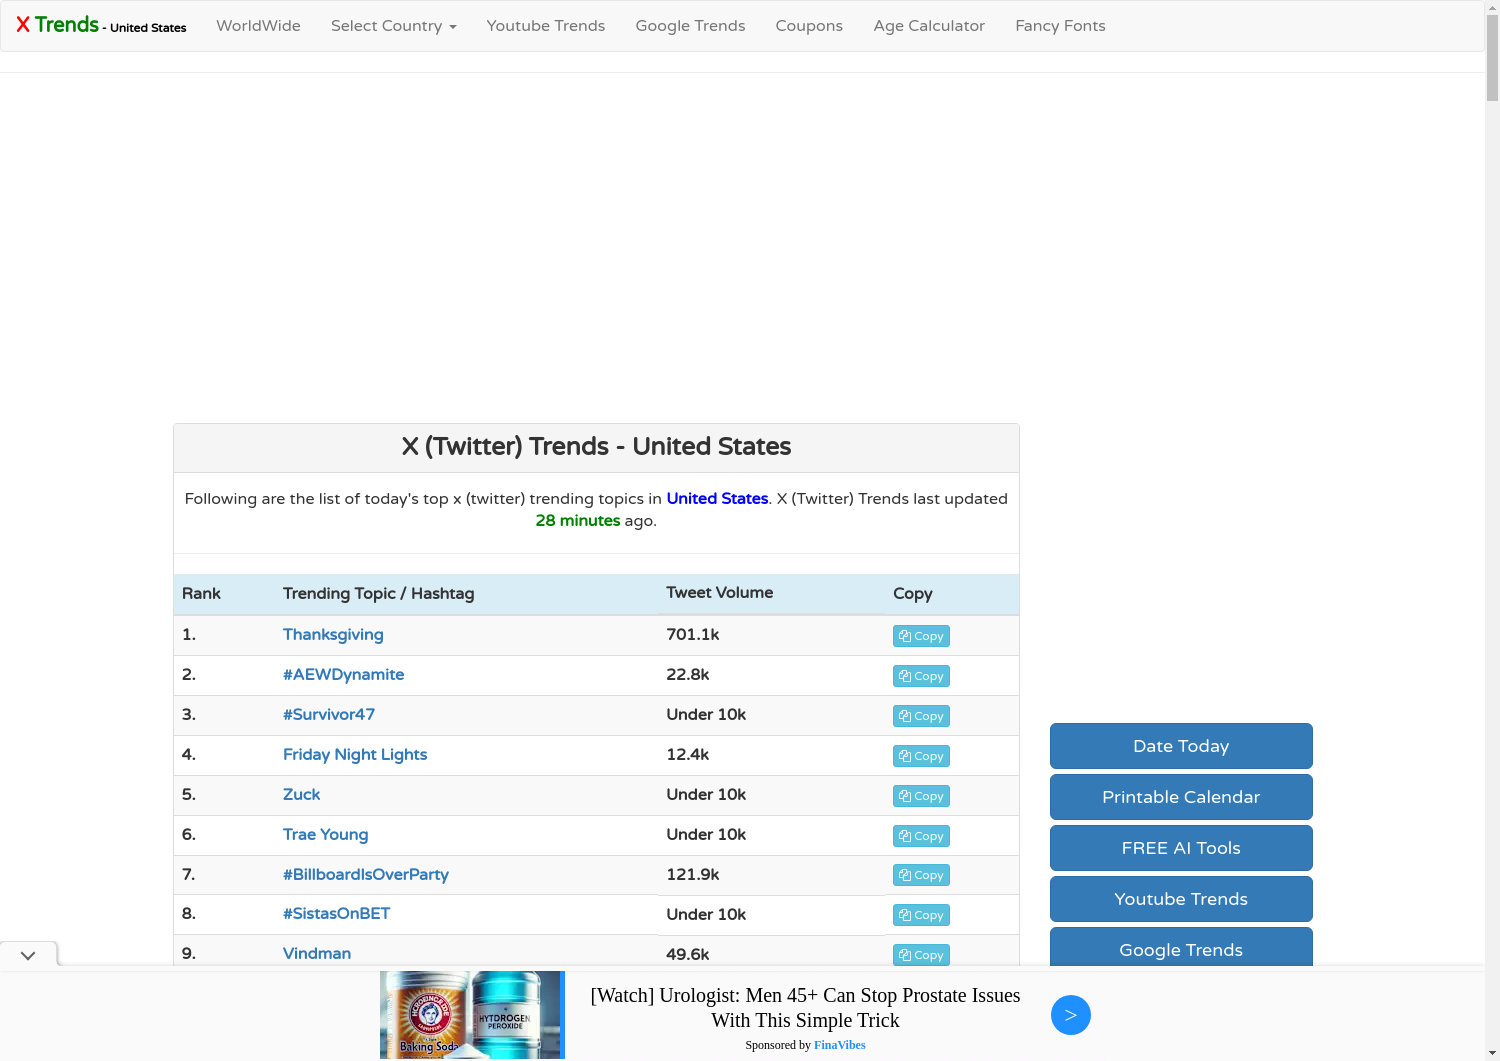 X Trends - United States
WorldWide
Select Country
Youtube Trends
Google Trends
Coupons
Age Calculator
Fancy Fonts
X (Twitter) Trends - United States
Following are the list of today's top x (twitter) trending topics in United States. X (Twitter) Trends last updated
28 minutes ago.
Rank Trending Topic / Hashtag Tweet Volume Copy
1. Thanksgiving 701.1k Copy
2. #AEWDynamite 22.8k Copy
3. #Survivor47 Under 10k Copy
4. Friday Night Lights 12.4k Copy
5. Zuck Under 10k Copy
6. Trae Young Under 10k Copy
7. #BillboardIsOverParty 121.9k Copy
8. #SistasOnBET Under 10k Copy
9. Vindman 49.6k Copy
Date Today
Printable Calendar
FREE AI Tools
Youtube Trends
Google Trends
Baking Soda
HYTDROGEN
PEROXIDE
[Watch] Urologist: Men 45+ Can Stop Prostate Issues
With This Simple Trick
Sponsored by FinaVibes
>